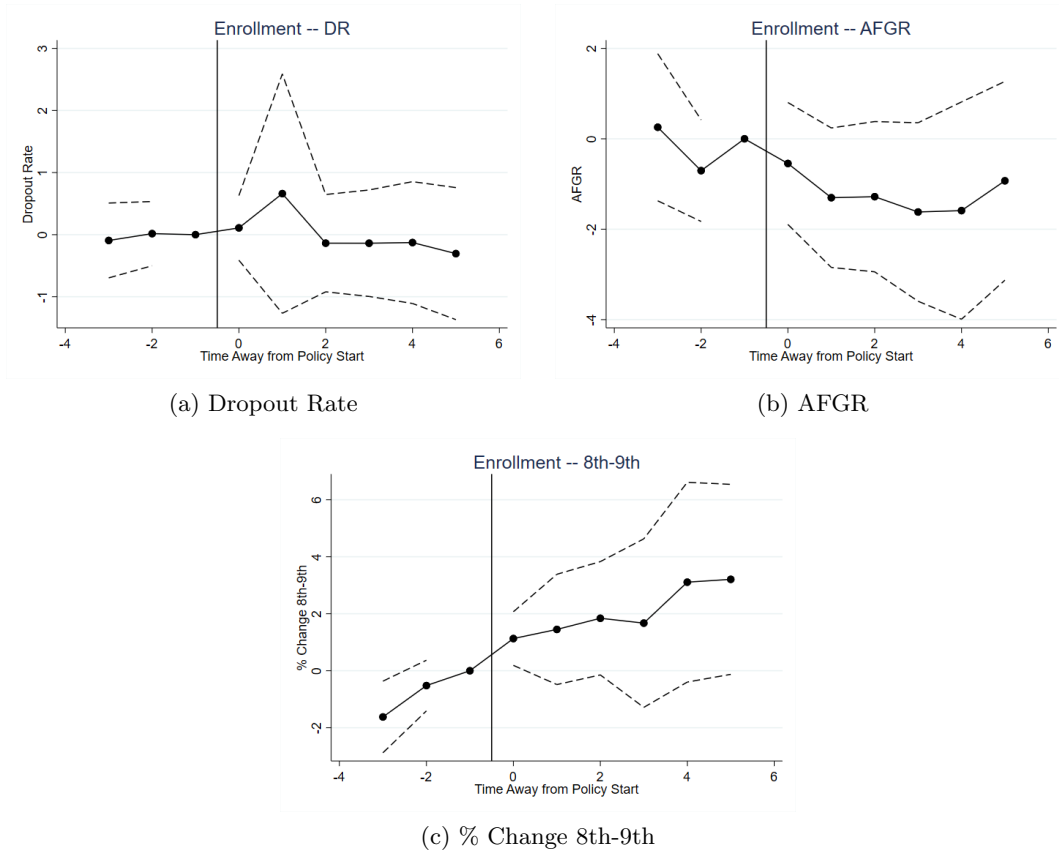 Enrollment -- DR
3
2
1
0
-1
Dropout Rate
-4 -2 0 2 4 6
Time Away from Policy Start
(a) Dropout Rate
Enrollment -- AFGR
2
0
-2
-4
AFGR
-4 -2 0 2 4 6
Time Away from Policy Start
(b) AFGR
Enrollment -- 8th-9th
6
4
2
0
-2
% Change 8th-9th
-4 -2 0 2 4 6
Time Away from Policy Start
(c) % Change 8th-9th